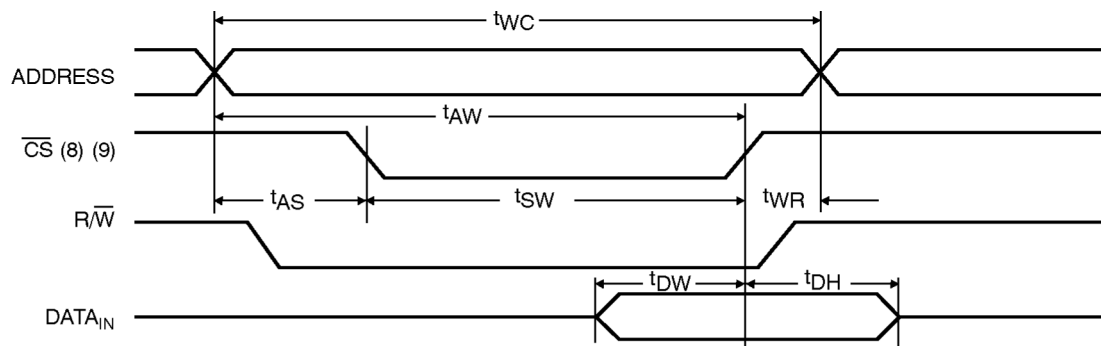 tWC
ADDRESS
tAW
CS (8) (9)
tAS tSW tWR
R/W
tDW tDH
DATAIN